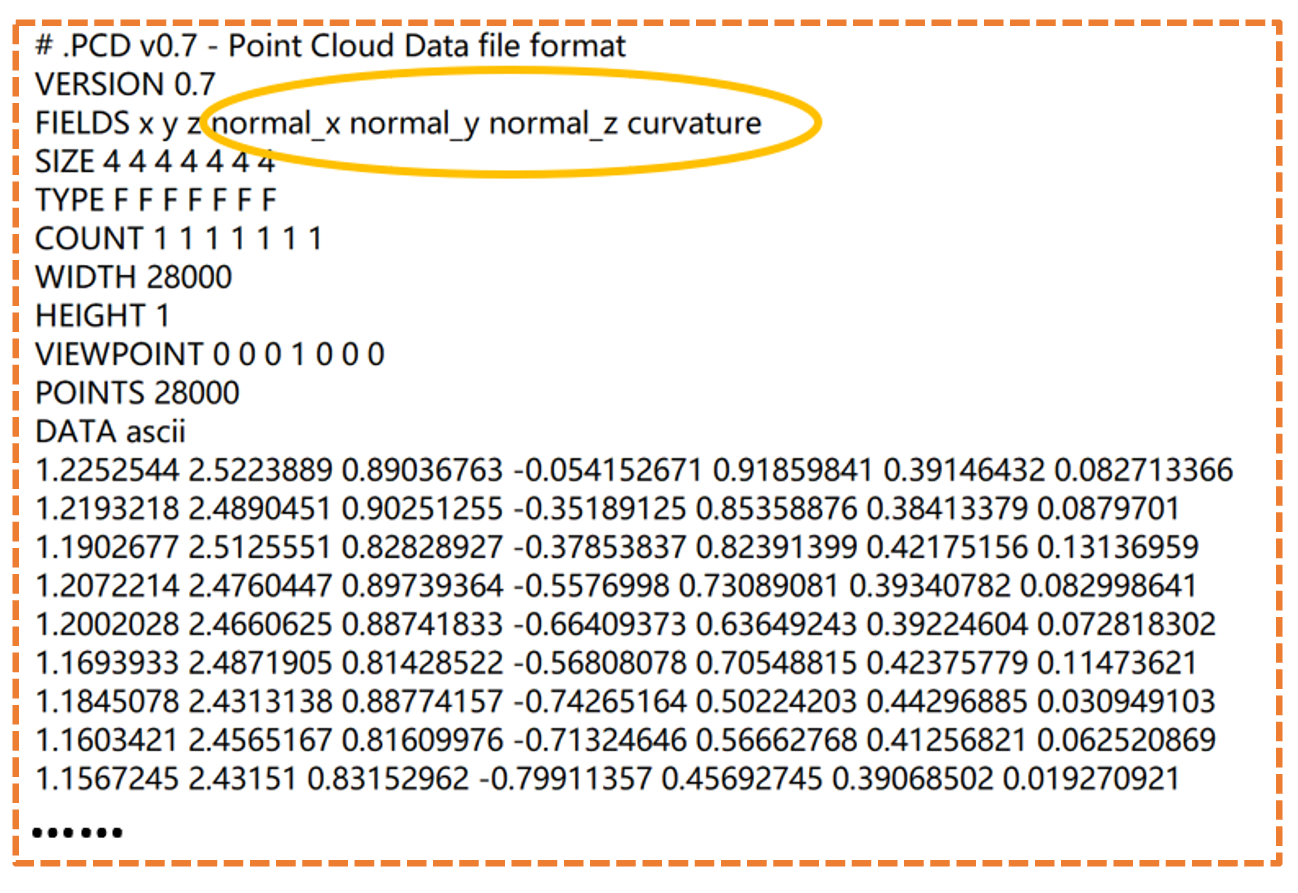 # .PCD v0.7 - Point Cloud Data file format
VERSION 0.7
FIELDS x y z normal_x normal_y normal_z curvature
SIZE 4 4 4 4 4 4 4
TYPE F F F F F F F
COUNT 1 1 1 1 1 1 1
WIDTH 28000
HEIGHT 1
VIEWPOINT 0 0 0 1 0 0 0
POINTS 28000
DATA ascii
1.2252544 2.5223889 0.89036763 -0.054152671 0.91859841 0.39146432 0.082713366
1.2193218 2.4890451 0.90251255 -0.35189125 0.85358876 0.38413379 0.0879701
1.1902677 2.5125551 0.82828927 -0.37853837 0.82391399 0.42175156 0.13136959
1.2072214 2.4760447 0.89739364 -0.5576998 0.73089081 0.39340782 0.082998641
1.2002028 2.4660625 0.88741833 -0.66409373 0.63649243 0.39224604 0.072818302
1.1693933 2.4871905 0.81428522 -0.56808078 0.70548815 0.42375779 0.11473621
1.1845078 2.4313138 0.88774157 -0.74265164 0.50224203 0.44296885 0.030949103
1.1603421 2.4565167 0.81609976 -0.71324646 0.56662768 0.41256821 0.062520869
1.1567245 2.43151 0.83152962 -0.79911357 0.45692745 0.39068502 0.019270921
……